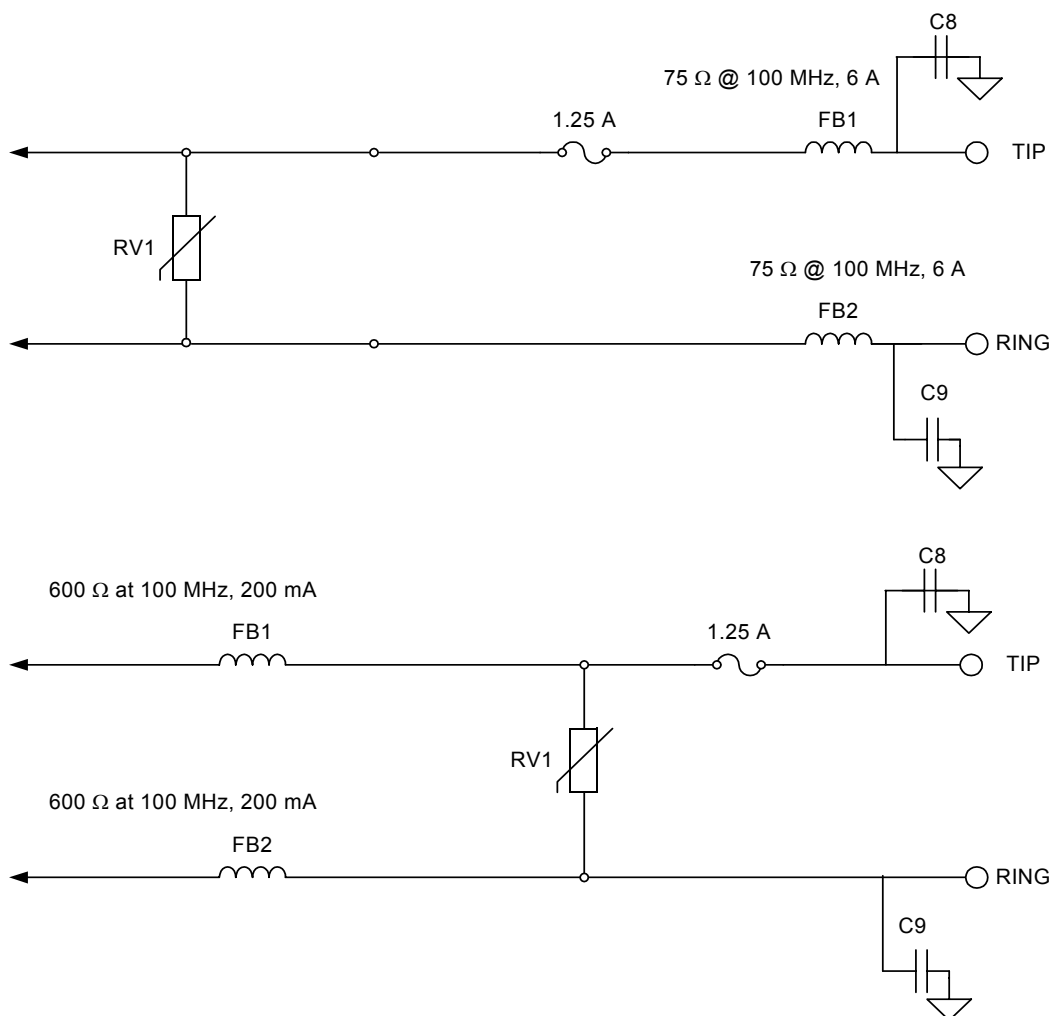 C8
75 Ω @ 100 MHz, 6 A
1.25 A
FB1
TIP
RV1
75 Ω @ 100 MHz, 6 A
FB2
RING
C9
C8
600 Ω at 100 MHz, 200 mA
1.25 A
FB1
TIP
RV1
600 Ω at 100 MHz, 200 mA
FB2
RING
C9